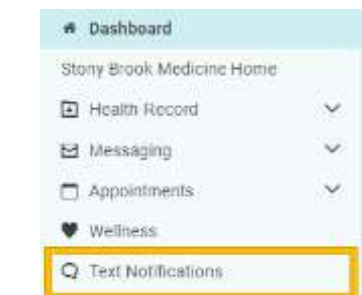 Dashboard
Stony Brook Medicine Home
Health Record
Messaging
Appointments
Wellness
Text Notifications